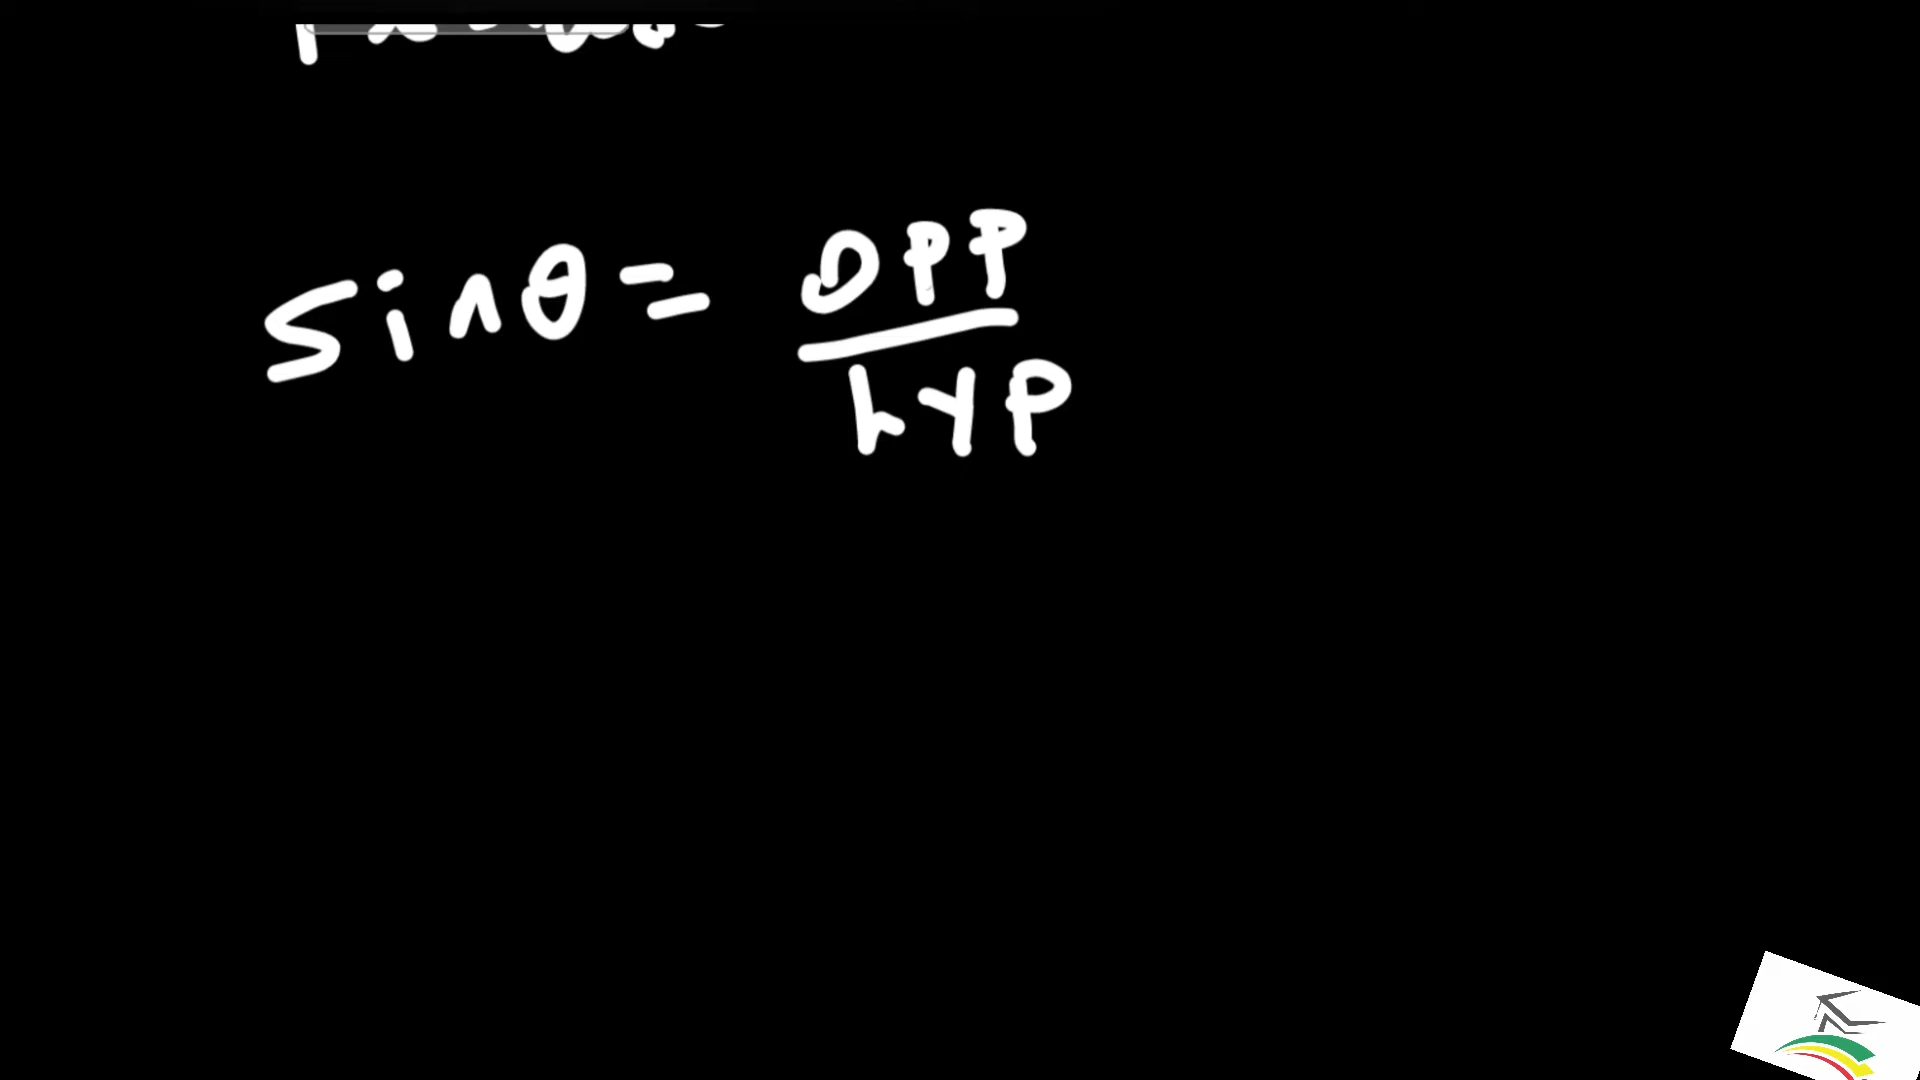 sinθ = opp
hyp